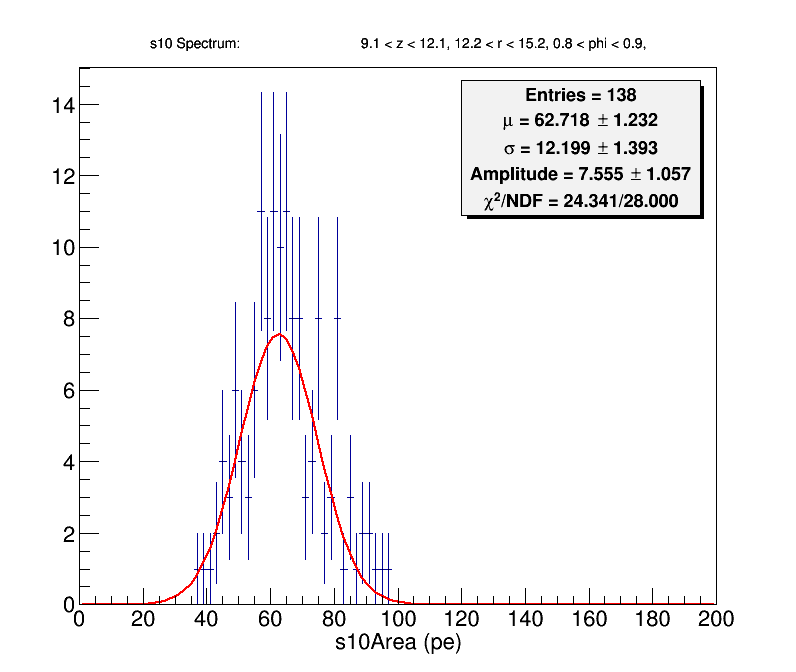 s10 Spectrum: 9.1 < z < 12.1, 12.2 < r < 15.2, 0.8 < phi < 0.9,
Entries = 138
μ = 62.718 ± 1.232
σ = 12.199 ± 1.393
Amplitude = 7.555 ± 1.057
χ²/NDF = 24.341/28.000
14
12
10
8
6
4
2
0
0 20 40 60 80 100 120 140 160 180 200
s10Area (pe)